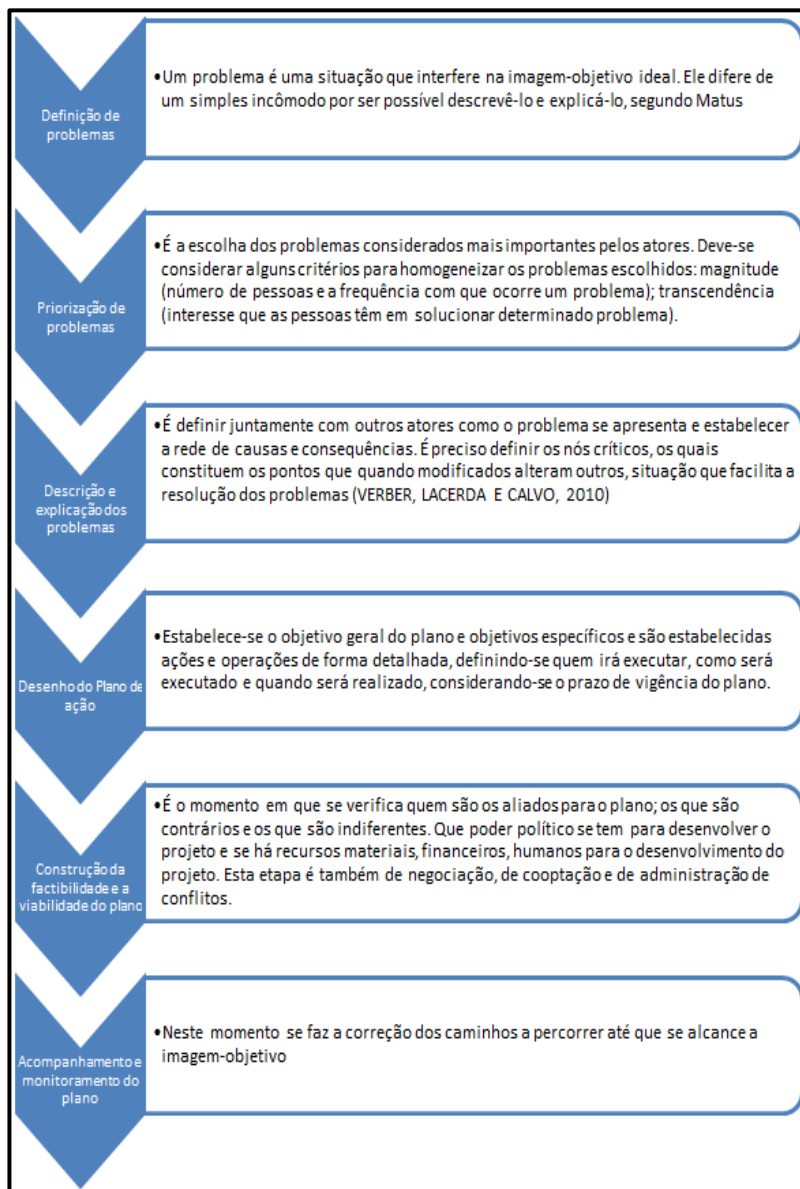 Definição de
problemas
•Um problema é uma situação que interfere na imagem-objetivo ideal. Ele difere de
um simples incômodo por ser possível descrevê-lo e explicá-lo, segundo Matus
Priorização de
problemas
•É a escolha dos problemas considerados mais importantes pelos atores. Deve-se
considerar alguns critérios para homogeneizar os problemas escolhidos: magnitude
(número de pessoas e a frequência com que ocorre um problema); transcendência
(interesse que as pessoas têm em solucionar determinado problema).
Descrição e
explicação dos
problemas
•É definir juntamente com outros atores como o problema se apresenta e estabelecer
a rede de causas e consequências. É preciso definir os nós críticos, os quais
constituem os pontos que quando modificados alteram outros, situação que facilita a
resolução dos problemas (VERBER, LACERDA E CALVO, 2010)
Desenho do Plano de
ação
•Estabelece-se o objetivo geral do plano e objetivos específicos e são estabelecidas
ações e operações de forma detalhada, definindo-se quem irá executar, como será
executado e quando será realizado, considerando-se o prazo de vigência do plano.
Construção da
factibilidade e a
viabilidade do plano
•É o momento em que se verifica quem são os aliados para o plano; os que são
contrários e os que são indiferentes. Que poder político se tem para desenvolver o
projeto e se há recursos materiais, financeiros, humanos para o desenvolvimento do
projeto. Esta etapa é também de negociação, de cooptação e de administração de
conflitos.
Acompanhamento e
monitoramento do
plano
•Neste momento se faz a correção dos caminhos a percorrer até que se alcance a
imagem-objetivo